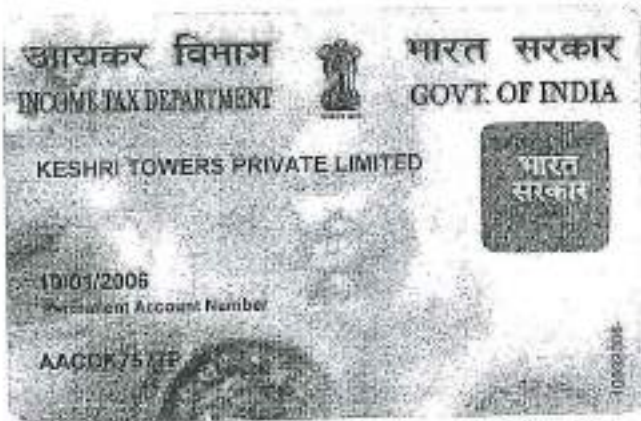 आयकर विभाग
भारत सरकार
INCOME TAX DEPARTMENT
GOVT. OF INDIA
KESHRI TOWERS PRIVATE LIMITED
भारत
सरकार
10/01/2006
Permanent Account Number